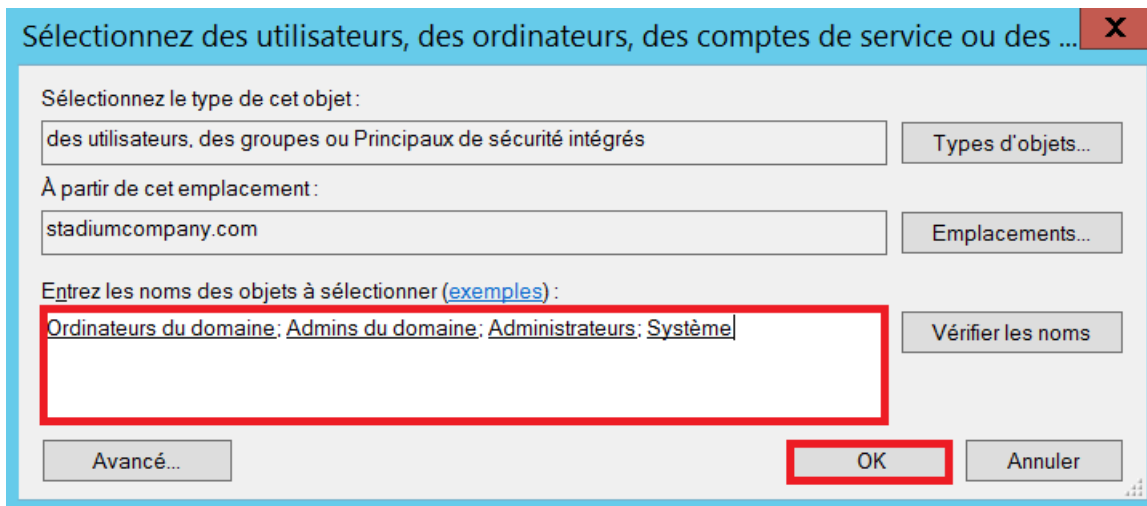 Sélectionnez des utilisateurs, des ordinateurs, des comptes de service ou des ...
X
Sélectionnez le type de cet objet :
des utilisateurs, des groupes ou Principaux de sécurité intégrés
Types d'objets...
À partir de cet emplacement :
stadiumcompany.com
Emplacements...
Entrez les noms des objets à sélectionner (exemples) :
Ordinateurs du domaine; Admins du domaine; Administrateurs; Système
Vérifier les noms
Avancé...
OK
Annuler